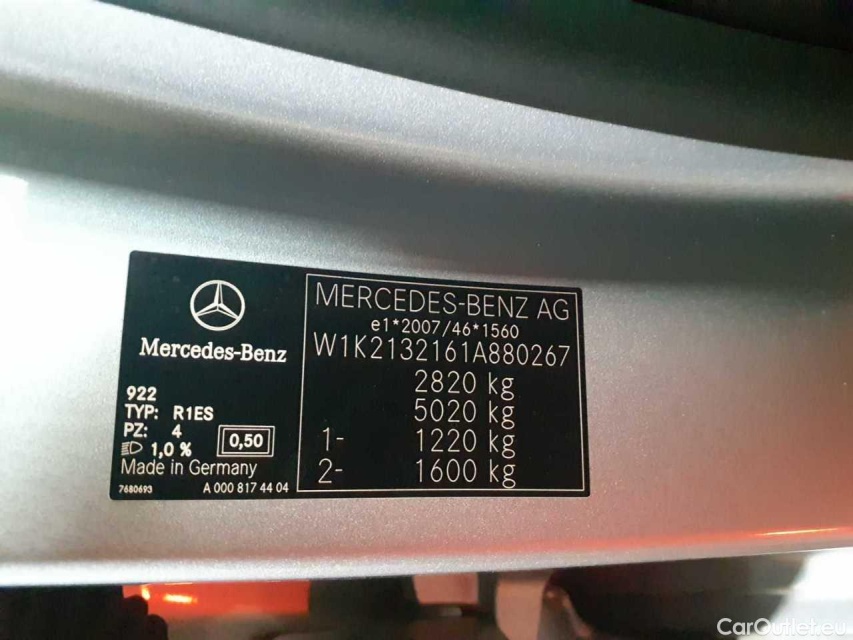 Mercedes-Benz
922
TYP: R1ES
PZ: 4
1,0 %
0,50
Made in Germany
7680693 A 000 817 44 04
MERCEDES-BENZ AG
e1*2007/46*1560
W1K2132161A880267
2820 kg
5020 kg
1- 1220 kg
2- 1600 kg
CarOutlet.eu